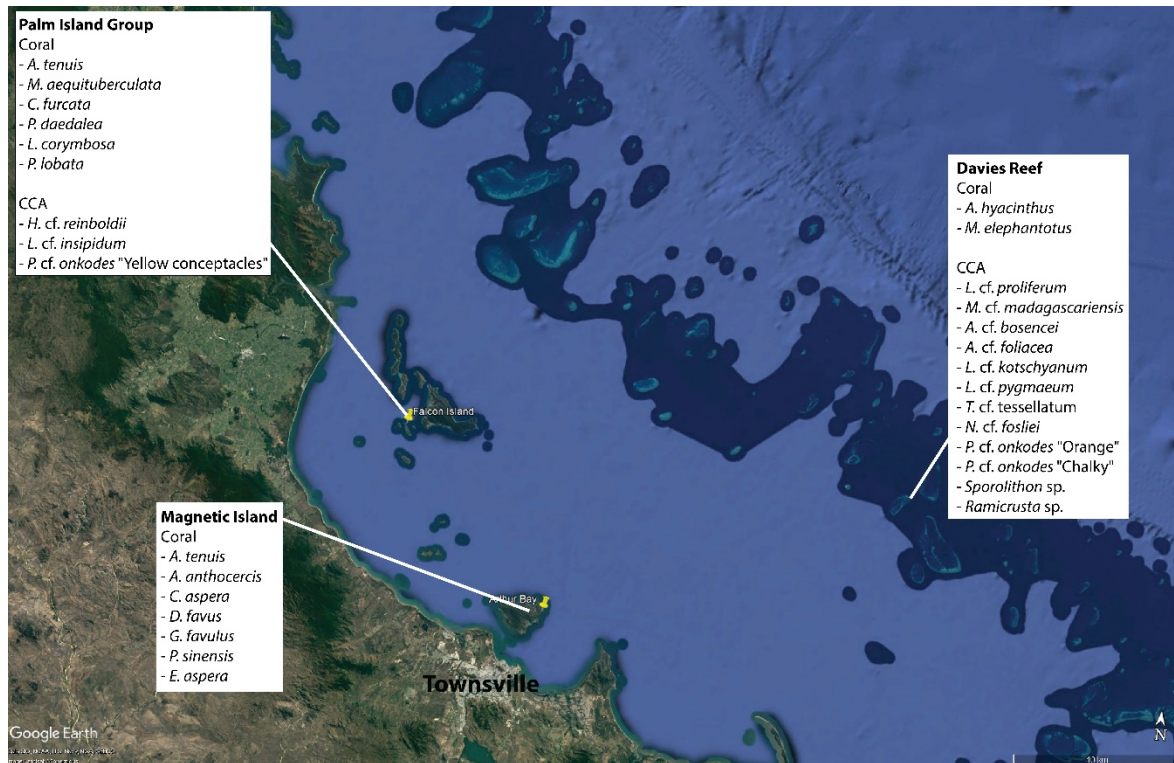 Palm Island Group
Coral
- A. tenuis
- M. aequituberculata
- C. furcata
- P. daedalea
- L. corymbosa
- P. lobata
CCA
- H. cf. reinboldii
- L. cf. insipidum
- P. cf. onkodes "Yellow conceptacles"
Davies Reef
Coral
- A. hyacinthus
- M. elephantotus
CCA
- L. cf. proliferum
- M. cf. madagascariensis
- A. cf. bosencei
- A. cf. foliacea
- L. cf. kotschyanum
- L. cf. pygmaeum
- T. cf. tessellatum
- N. cf. fosliei
- P. cf. onkodes "Orange"
- P. cf. onkodes "Chalky"
- Sporolithon sp.
- Ramicrusta sp.
Falcon Island
Magnetic Island
Coral
- A. tenuis
- A. anthocercis
- C. aspera
- D. favus
- G. favulus
- P. sinensis
- E. aspera
Arthur Bay
Townsville
Google Earth
N
10 km